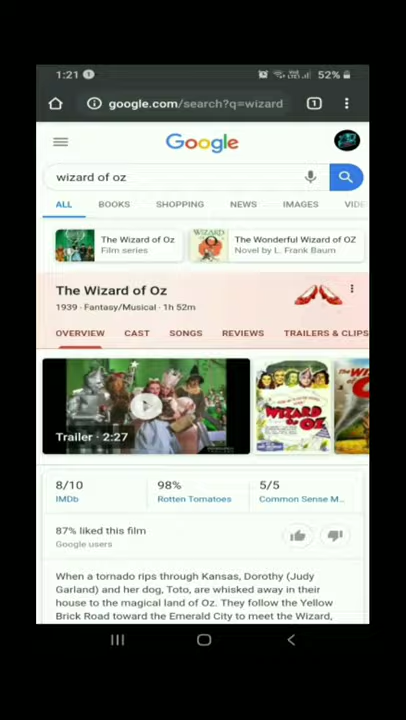 1:21 52%
google.com/search?q=wizard 1
Google
wizard of oz
ALL BOOKS SHOPPING NEWS IMAGES VIDE
The Wizard of Oz
Film series
WIZARD
The Wonderful Wizard of OZ
Novel by L. Frank Baum
The Wizard of Oz
1939 · Fantasy/Musical · 1h 52m
OVERVIEW CAST SONGS REVIEWS TRAILERS & CLIPS
Trailer · 2:27
WIZARD
OF OZ
8/10 98% 5/5
IMDb Rotten Tomatoes Common Sense M...
87% liked this film
Google users
When a tornado rips through Kansas, Dorothy (Judy
Garland) and her dog, Toto, are whisked away in their
house to the magical land of Oz. They follow the Yellow
Brick Road toward the Emerald City to meet the Wizard,